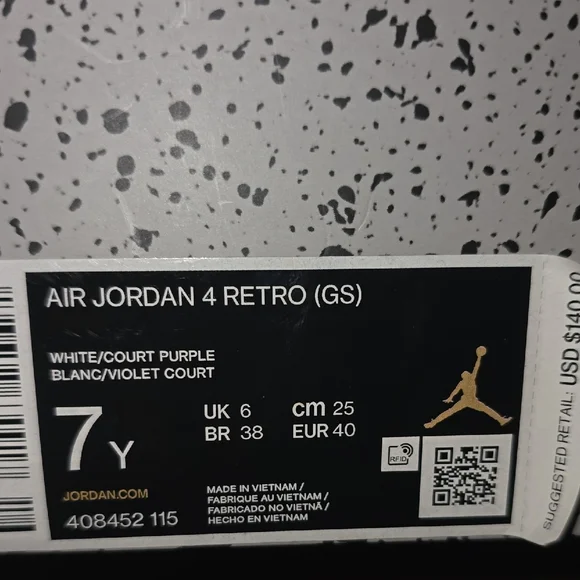 AIR JORDAN 4 RETRO (GS)
WHITE/COURT PURPLE
BLANC/VIOLET COURT
7Y
UK 6
cm 25
BR 38
EUR 40
RFID
JORDAN.COM
408452 115
MADE IN VIETNAM /
FABRIQUE AU VIETNAM /
FABRICADO NO VIETNÃ /
HECHO EN VIETNAM
SUGGESTED RETAIL: USD $140.00